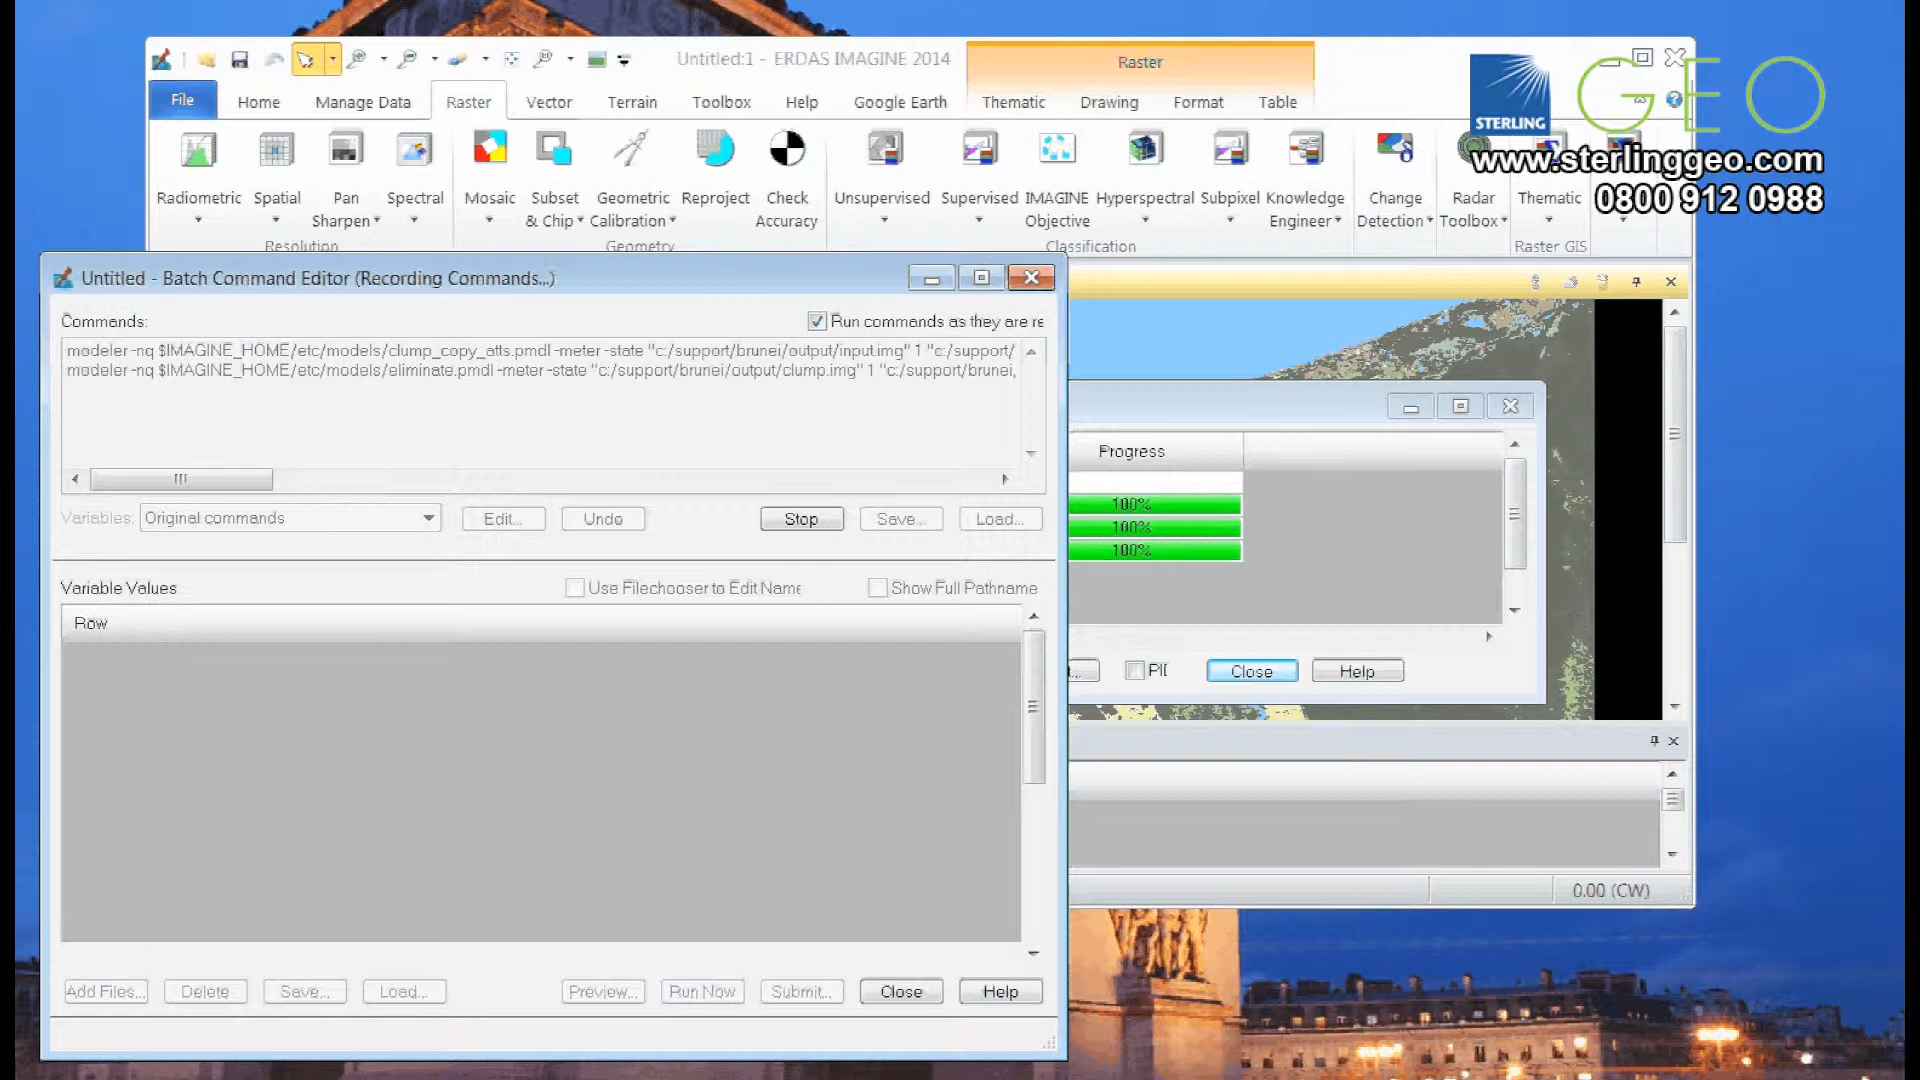 Untitled:1 - ERDAS IMAGINE 2014
Raster
File
Home
Manage Data
Raster
Vector
Terrain
Toolbox
Help
Google Earth
Thematic
Drawing
Format
Table
STERLING
GEO
www.sterlinggeo.com
0800 912 0988
Radiometric
Spatial
Pan
Sharpen
Spectral
Mosaic
Subset
& Chip
Geometric
Calibration
Reproject
Check
Accuracy
Unsupervised
Supervised
IMAGINE
Objective
Hyperspectral
Subpixel
Knowledge
Engineer
Change
Detection
Radar
Toolbox
Thematic
Resolution
Geometry
Classification
Raster GIS
Untitled - Batch Command Editor (Recording Commands...)
Commands:
Run commands as they are re
modeler -nq $IMAGINE_HOME/etc/models/clump_copy_atts.pmdl -meter -state "c:/support/brunei/output/input.img" 1 "c:/support/
modeler -nq $IMAGINE_HOME/etc/models/eliminate.pmdl -meter -state "c:/support/brunei/output/clump.img" 1 "c:/support/brunei,
Variables:
Original commands
Edit...
Undo
Stop
Save...
Load...
Variable Values
Use Filechooser to Edit Name
Show Full Pathname
Row
Add Files...
Delete
Save...
Load...
Preview...
Run Now
Submit...
Close
Help
Progress
100%
100%
100%
Close
Help
0.00 (CW)